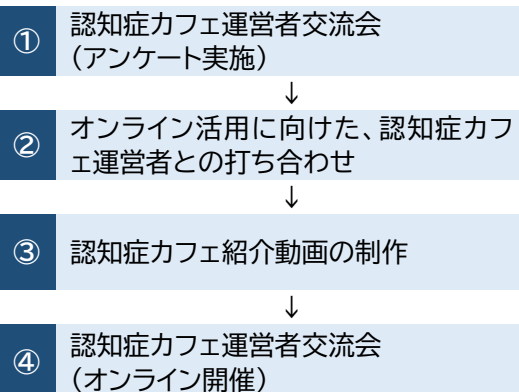 ① 認知症カフェ運営者交流会
（アンケート実施）
↓
② オンライン活用に向けた、認知症カフ
ェ運営者との打ち合わせ
↓
③ 認知症カフェ紹介動画の制作
↓
④ 認知症カフェ運営者交流会
（オンライン開催）